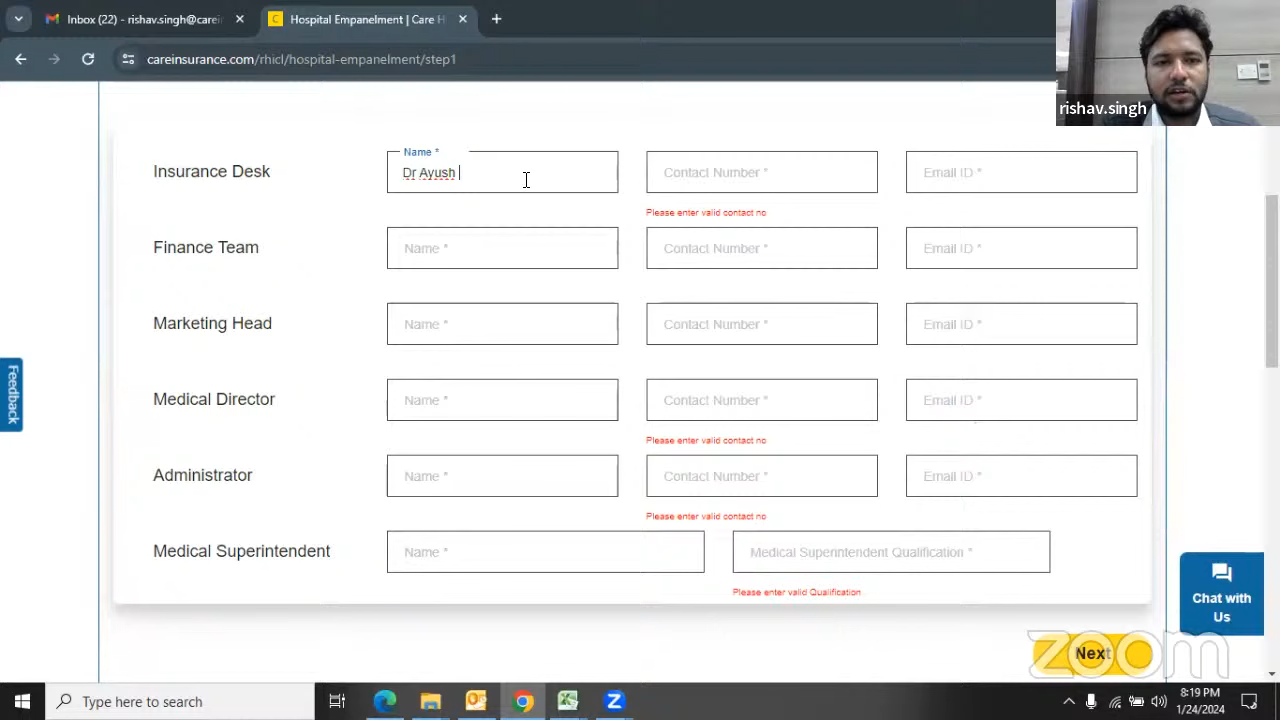 Inbox (22) - rishav.singh@carei
Hospital Empanelment | Care H
careinsurance.com/rhicl/hospital-empanelment/step1
rishav.singh
Name *
Insurance Desk
Dr Ayush
Contact Number *
Email ID *
Please enter valid contact no
Finance Team
Name *
Contact Number *
Email ID *
Marketing Head
Name *
Contact Number *
Email ID *
Feedback
Medical Director
Name *
Contact Number *
Email ID *
Please enter valid contact no
Administrator
Name *
Contact Number *
Email ID *
Please enter valid contact no
Medical Superintendent
Name *
Medical Superintendent Qualification *
Please enter valid Qualification
Chat with
Us
Next
zoom
Type here to search
8:19 PM
1/24/2024